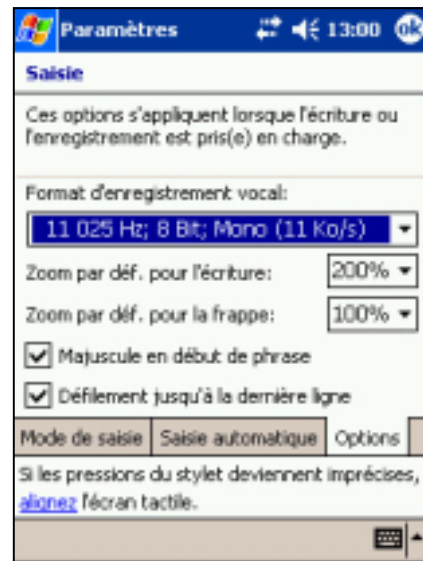 Paramètres 13:00 ok
Saisie
Ces options s'appliquent lorsque l'écriture ou
l'enregistrement est pris(e) en charge.
Format d'enregistrement vocal:
11 025 Hz; 8 Bit; Mono (11 Ko/s)
Zoom par déf. pour l'écriture: 200%
Zoom par déf. pour la frappe: 100%
Majuscule en début de phrase
Défilement jusqu'à la dernière ligne
Mode de saisie Saisie automatique Options
Si les pressions du stylet deviennent imprécises,
alignez l'écran tactile.